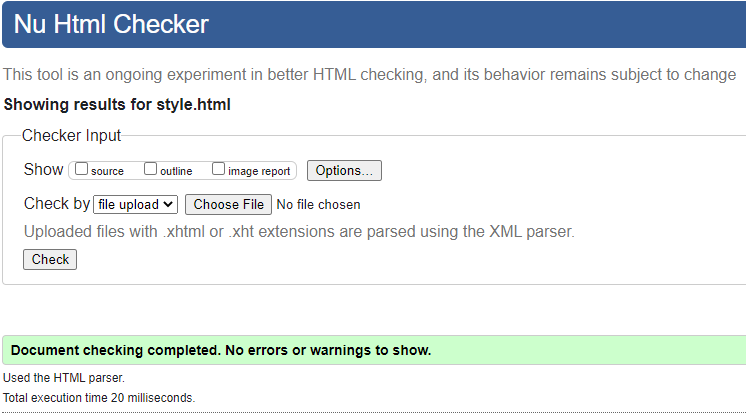 Nu Html Checker
This tool is an ongoing experiment in better HTML checking, and its behavior remains subject to change
Showing results for style.html
Checker Input
Show source outline image report Options...
Check by file upload Choose File No file chosen
Uploaded files with .xhtml or .xht extensions are parsed using the XML parser.
Check
Document checking completed. No errors or warnings to show.
Used the HTML parser.
Total execution time 20 milliseconds.